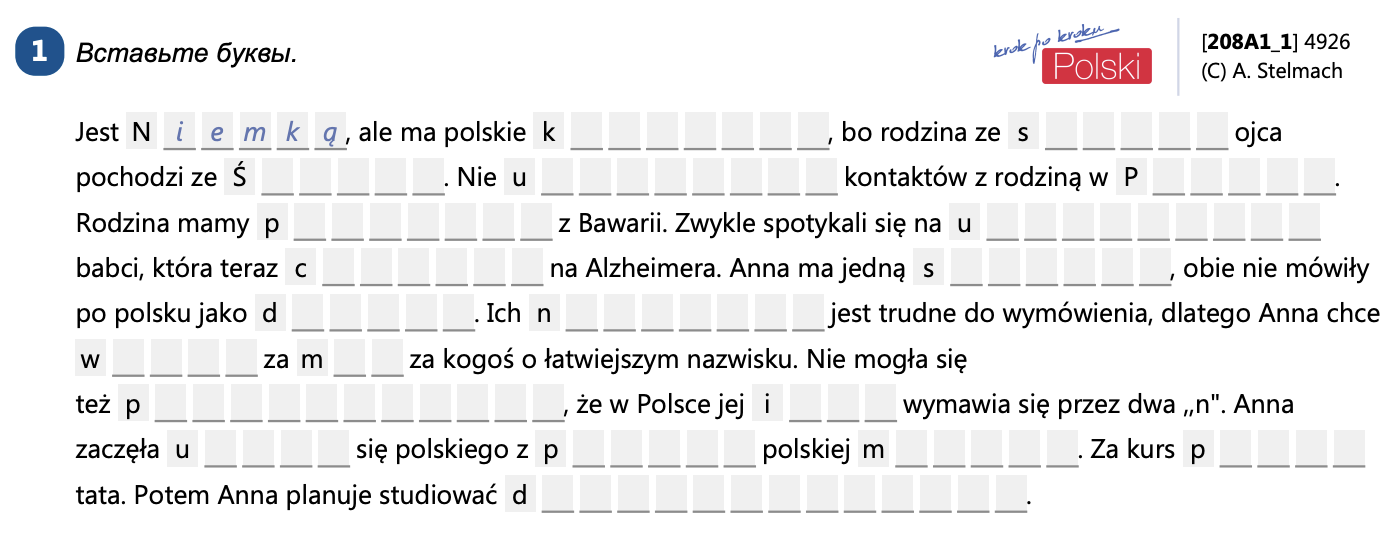 1 Вставьте буквы.
krok po kroku
Polski
[208A1_1] 4926
(C) A. Stelmach
Jest N i e m k ą, ale ma polskie k _ _ _ _ _ _ _, bo rodzina ze s _ _ _ _ _ ojca
pochodzi ze Ś _ _ _ _ _. Nie u _ _ _ _ _ _ _ _ kontaktów z rodziną w P _ _ _ _ _.
Rodzina mamy p _ _ _ _ _ _ _ z Bawarii. Zwykle spotykali się na u _ _ _ _ _ _ _ _ _
babci, która teraz c _ _ _ _ _ _ na Alzheimera. Anna ma jedną s _ _ _ _ _ _, obie nie mówiły
po polsku jako d _ _ _ _ _. Ich n _ _ _ _ _ _ _ jest trudne do wymówienia, dlatego Anna chce
w _ _ _ _ za m _ _ za kogoś o łatwiejszym nazwisku. Nie mogła się
też p _ _ _ _ _ _ _ _ _ _ _, że w Polsce jej i _ _ _ wymawia się przez dwa ,,n". Anna
zaczęła u _ _ _ _ się polskiego z p _ _ _ _ _ polskiej m _ _ _ _ _. Za kurs p _ _ _ _
tata. Potem Anna planuje studiować d _ _ _ _ _ _ _ _ _ _ _ _ _.